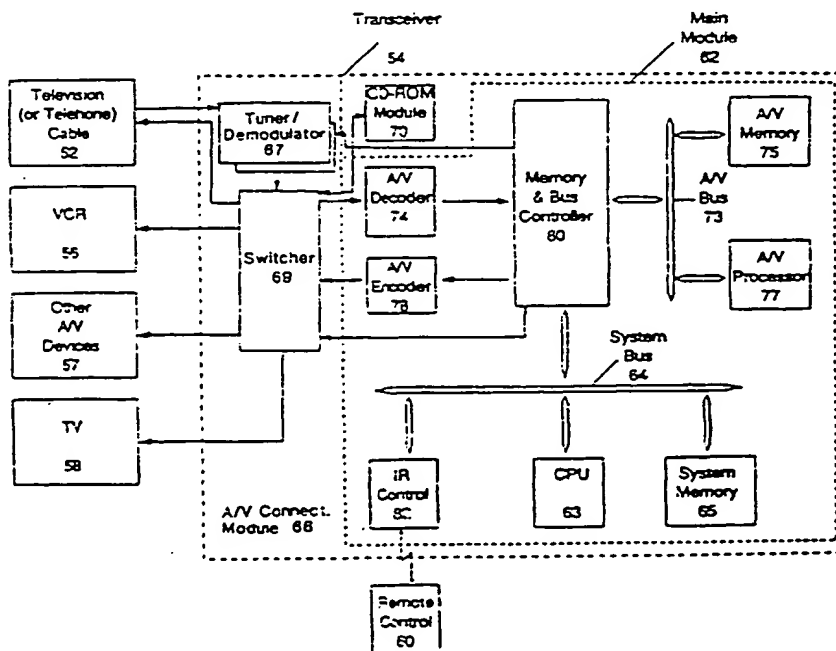 Transceiver
54
Main
Module
62
Television
(or Telehone)
Cable
52
Tuner /
Demodulator
67
CD-ROM
Module
70
A/V
Memory
75
VCR
55
A/V
Decoder
74
Memory
& Bus
Controller
80
A/V
Bus
73
Switcher
69
A/V
Encoder
78
A/V
Processor
77
Other
A/V
Devices
57
System
Bus
64
TV
58
IR
Control
82
CPU
63
System
Memory
65
A/V Connect.
Module 66
Remote
Control
60